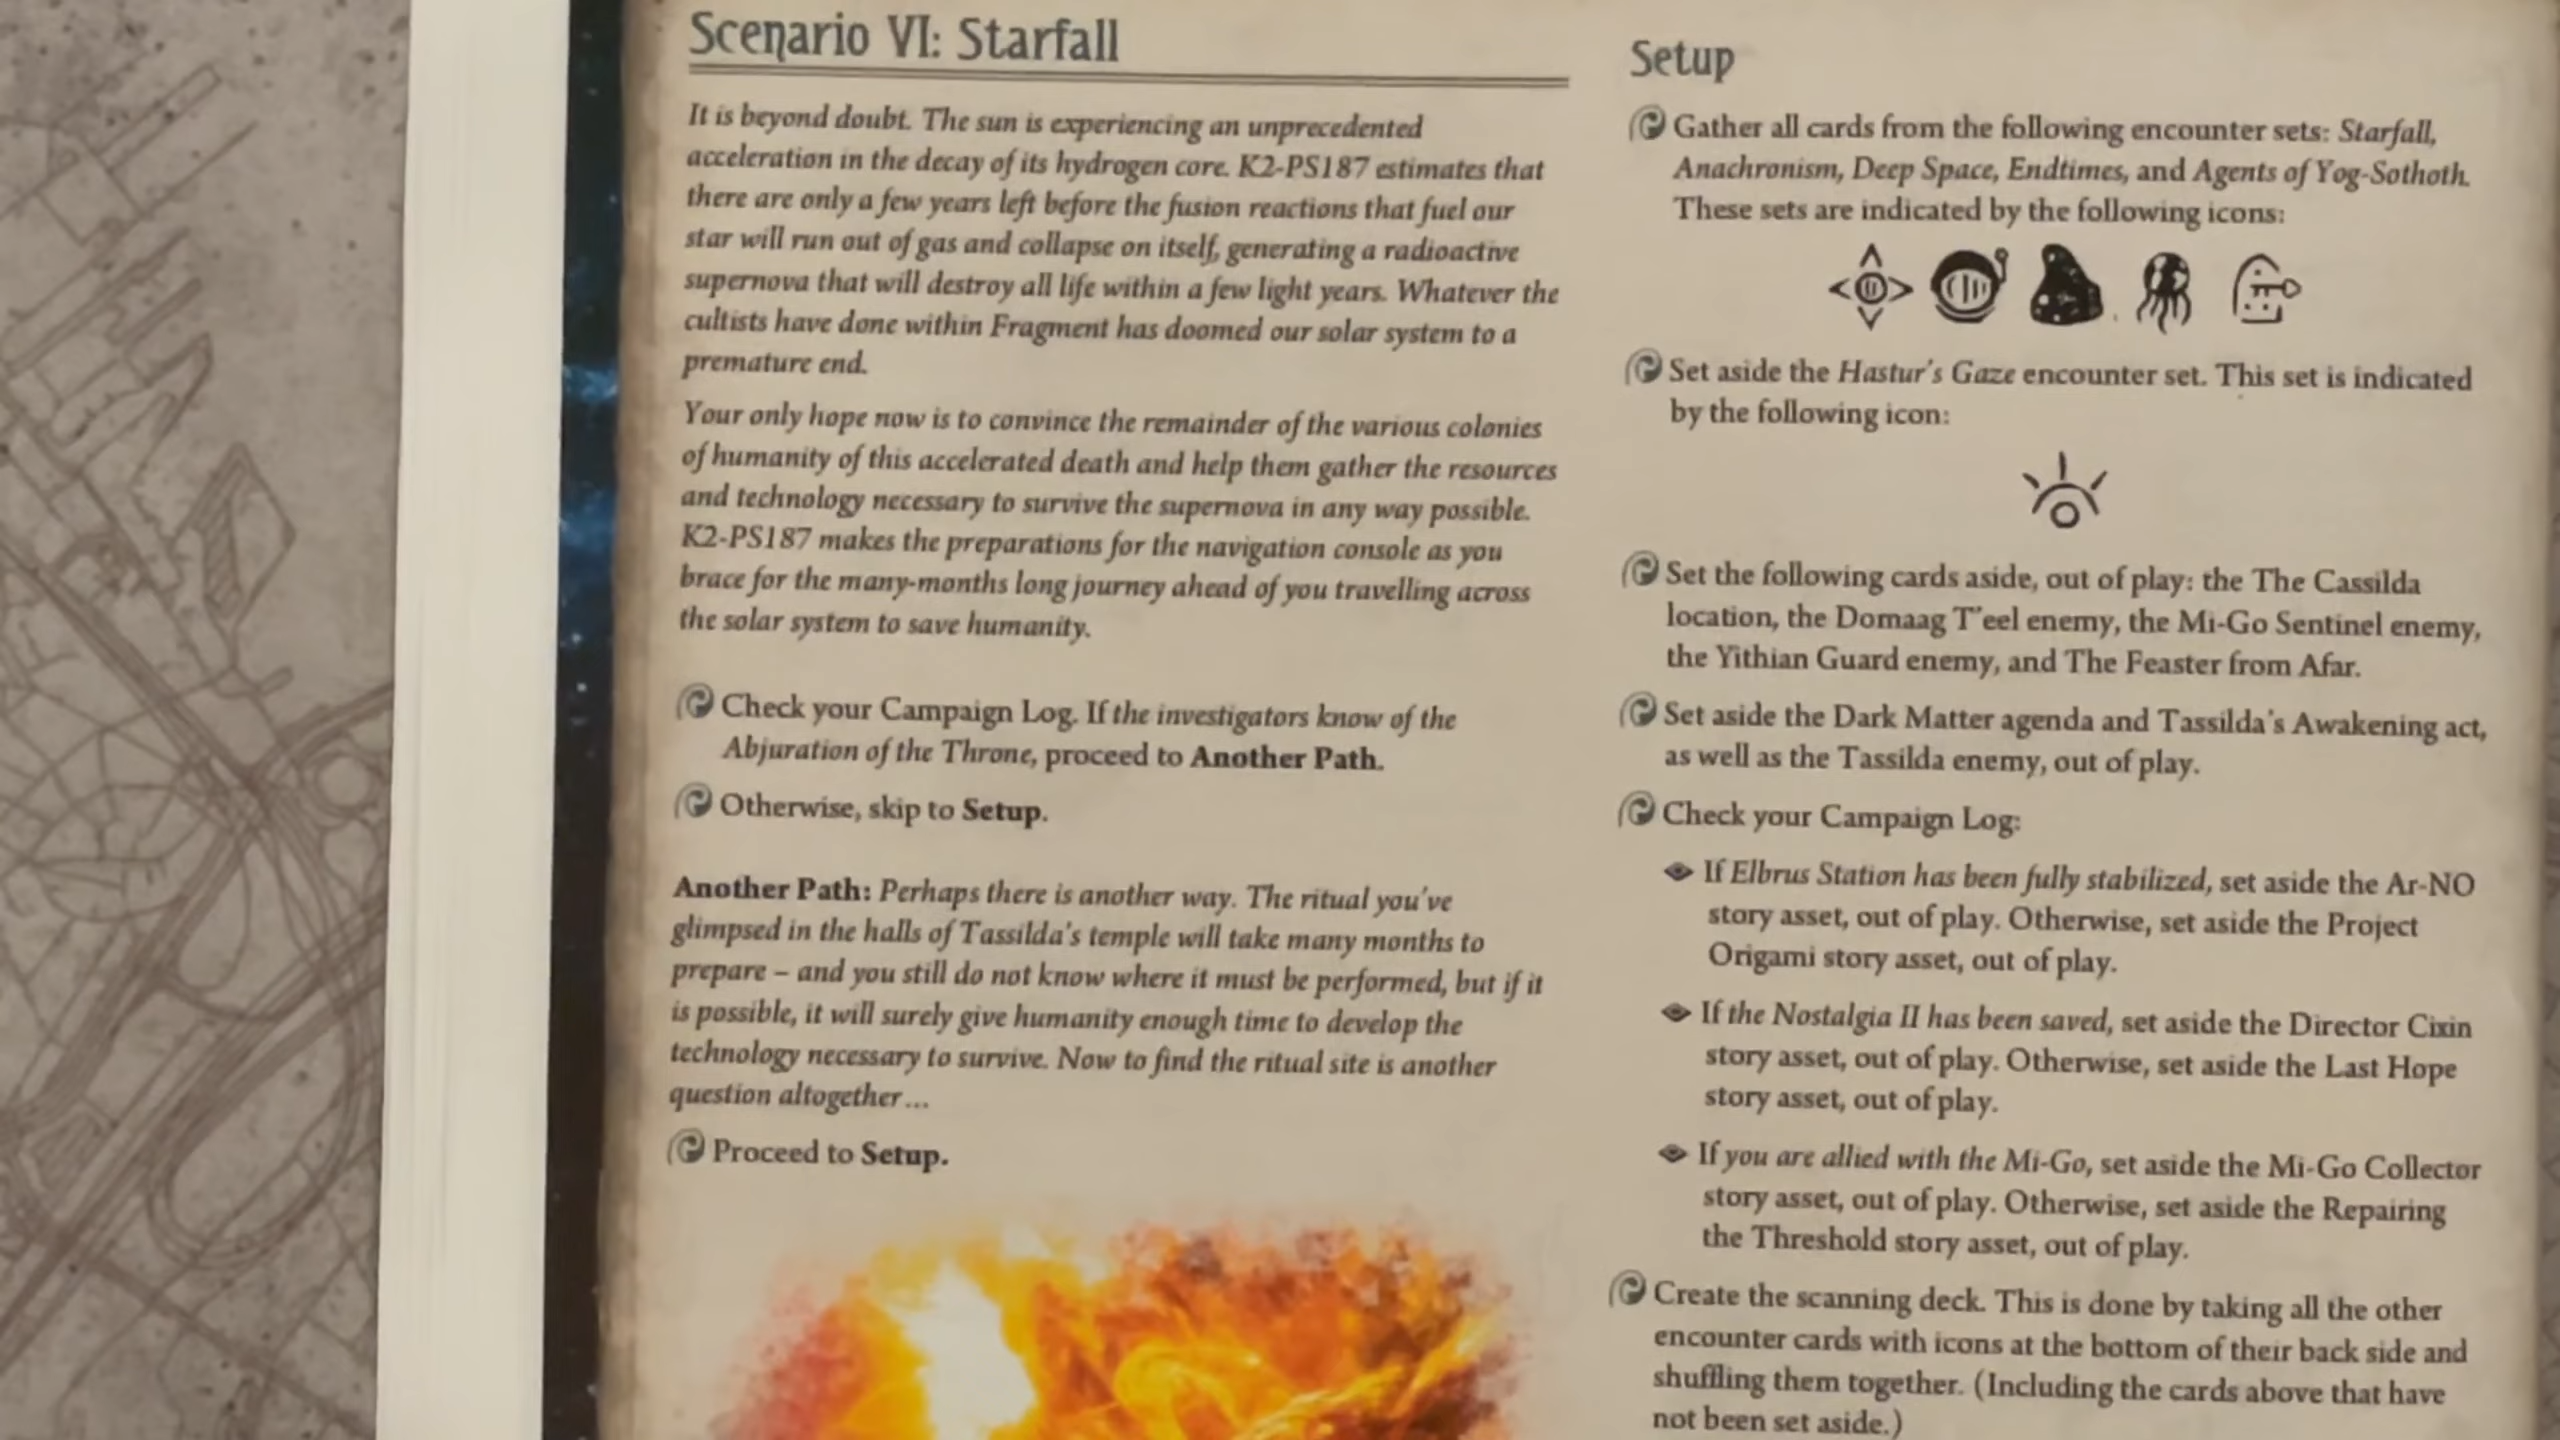 Scenario VI: Starfall
It is beyond doubt. The sun is experiencing an unprecedented
acceleration in the decay of its hydrogen core. K2-PS187 estimates that
there are only a few years left before the fusion reactions that fuel our
star will run out of gas and collapse on itself, generating a radioactive
supernova that will destroy all life within a few light years. Whatever the
cultists have done within Fragment has doomed our solar system to a
premature end.
Your only hope now is to convince the remainder of the various colonies
of humanity of this accelerated death and help them gather the resources
and technology necessary to survive the supernova in any way possible.
K2-PS187 makes the preparations for the navigation console as you
brace for the many-months long journey ahead of you travelling across
the solar system to save humanity.
Check your Campaign Log. If the investigators know of the
Abjuration of the Throne, proceed to Another Path.
Otherwise, skip to Setup.
Another Path: Perhaps there is another way. The ritual you've
glimpsed in the halls of Tassilda's temple will take many months to
prepare – and you still do not know where it must be performed, but if it
is possible, it will surely give humanity enough time to develop the
technology necessary to survive. Now to find the ritual site is another
question altogether...
Proceed to Setup.
Setup
Gather all cards from the following encounter sets: Starfall,
Anachronism, Deep Space, Endtimes, and Agents of Yog-Sothoth.
These sets are indicated by the following icons:
Set aside the Hastur's Gaze encounter set. This set is indicated
by the following icon:
Set the following cards aside, out of play: the The Cassilda
location, the Domaag T'eel enemy, the Mi-Go Sentinel enemy,
the Yithian Guard enemy, and The Feaster from Afar.
Set aside the Dark Matter agenda and Tassilda's Awakening act,
as well as the Tassilda enemy, out of play.
Check your Campaign Log:
If Elbrus Station has been fully stabilized, set aside the Ar-NO
story asset, out of play. Otherwise, set aside the Project
Origami story asset, out of play.
If the Nostalgia II has been saved, set aside the Director Cixin
story asset, out of play. Otherwise, set aside the Last Hope
story asset, out of play.
If you are allied with the Mi-Go, set aside the Mi-Go Collector
story asset, out of play. Otherwise, set aside the Repairing
the Threshold story asset, out of play.
Create the scanning deck. This is done by taking all the other
encounter cards with icons at the bottom of their back side and
shuffling them together. (Including the cards above that have
not been set aside.)